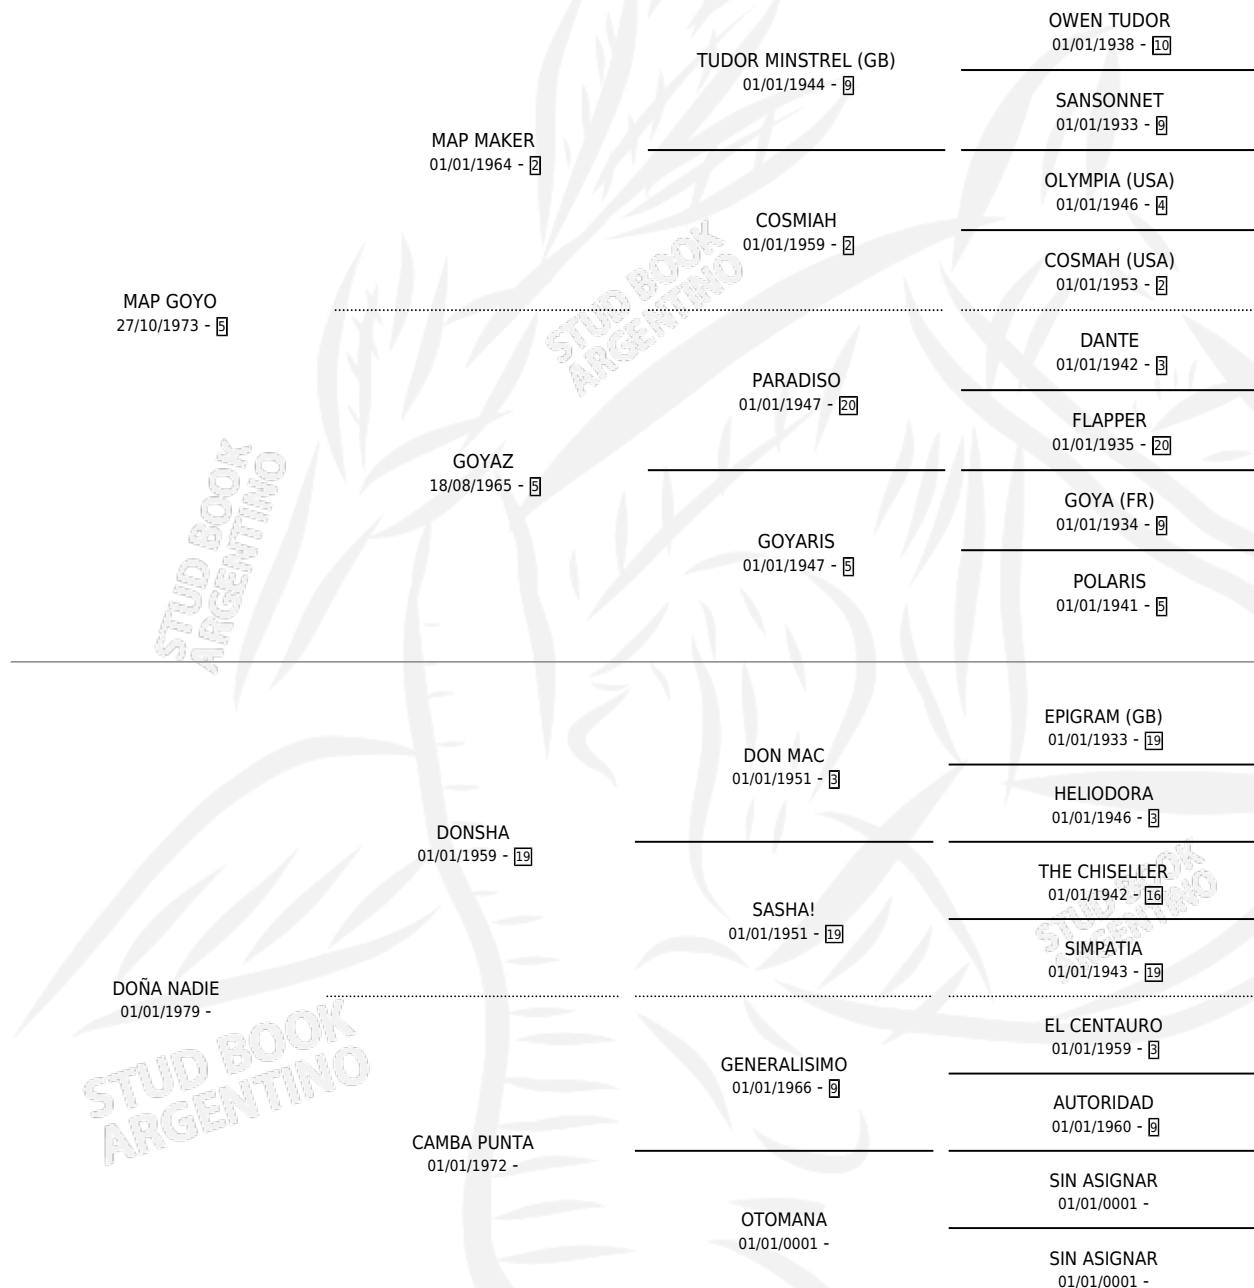 OWEN TUDOR
01/01/1938 - 10
TUDOR MINSTREL (GB)
01/01/1944 - 9
SANSONNET
01/01/1933 - 9
MAP MAKER
01/01/1964 - 2
OLYMPIA (USA)
01/01/1946 - 4
COSMIAH
01/01/1959 - 2
COSMAH (USA)
01/01/1953 - 2
MAP GOYO
27/10/1973 - 5
STUD BOOK
ARGENTINO
DANTE
01/01/1942 - 3
PARADISO
01/01/1947 - 20
FLAPPER
01/01/1935 - 20
GOYAZ
18/08/1965 - 5
GOYA (FR)
01/01/1934 - 9
GOYARIS
01/01/1947 - 5
POLARIS
01/01/1941 - 5
STUD BOOK
ARGENTINO
EPIGRAM (GB)
01/01/1933 - 19
DON MAC
01/01/1951 - 3
HELIODORA
01/01/1946 - 3
DONSHA
01/01/1959 - 19
THE CHISELLER
01/01/1942 - 16
SASHA!
01/01/1951 - 19
STUD BOOK
ARGENTINO
SIMPATIA
01/01/1943 - 19
DOÑA NADIE
01/01/1979 -
EL CENTAURO
01/01/1959 - 3
GENERALISIMO
01/01/1966 - 9
AUTORIDAD
01/01/1960 - 9
STUD BOOK
ARGENTINO
CAMBA PUNTA
01/01/1972 -
SIN ASIGNAR
01/01/0001 -
OTOMANA
01/01/0001 -
SIN ASIGNAR
01/01/0001 -